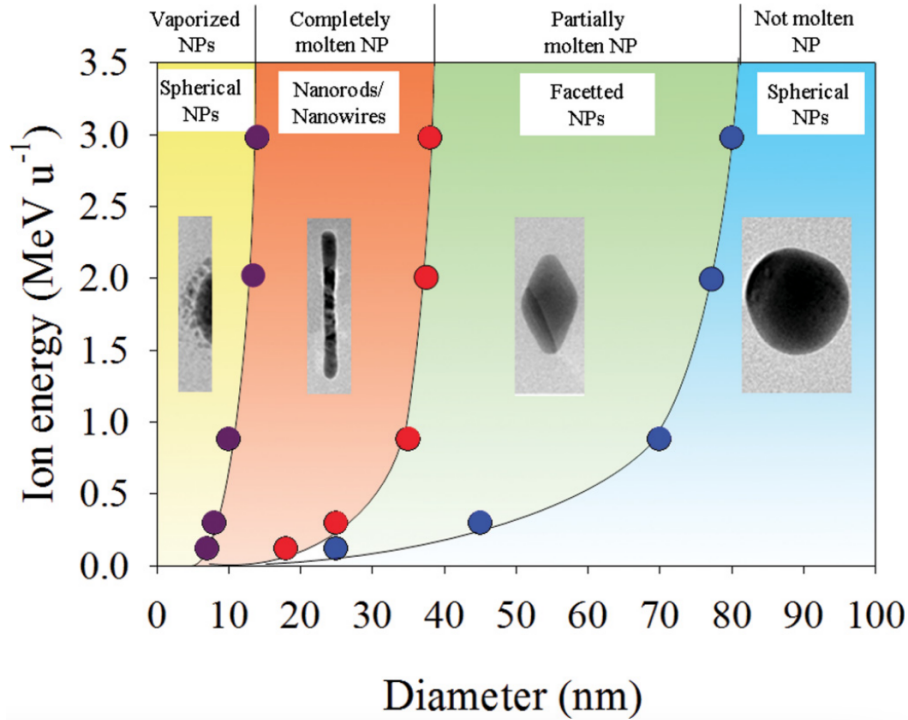 Vaporized
NPs
Completely
molten NP
Partially
molten NP
Not molten
NP
Spherical
NPs
Nanorods/
Nanowires
Facetted
NPs
Spherical
NPs
3.5
3.0
2.5
2.0
1.5
1.0
0.5
0.0
Ion energy (MeV u⁻¹)
0 10 20 30 40 50 60 70 80 90 100
Diameter (nm)